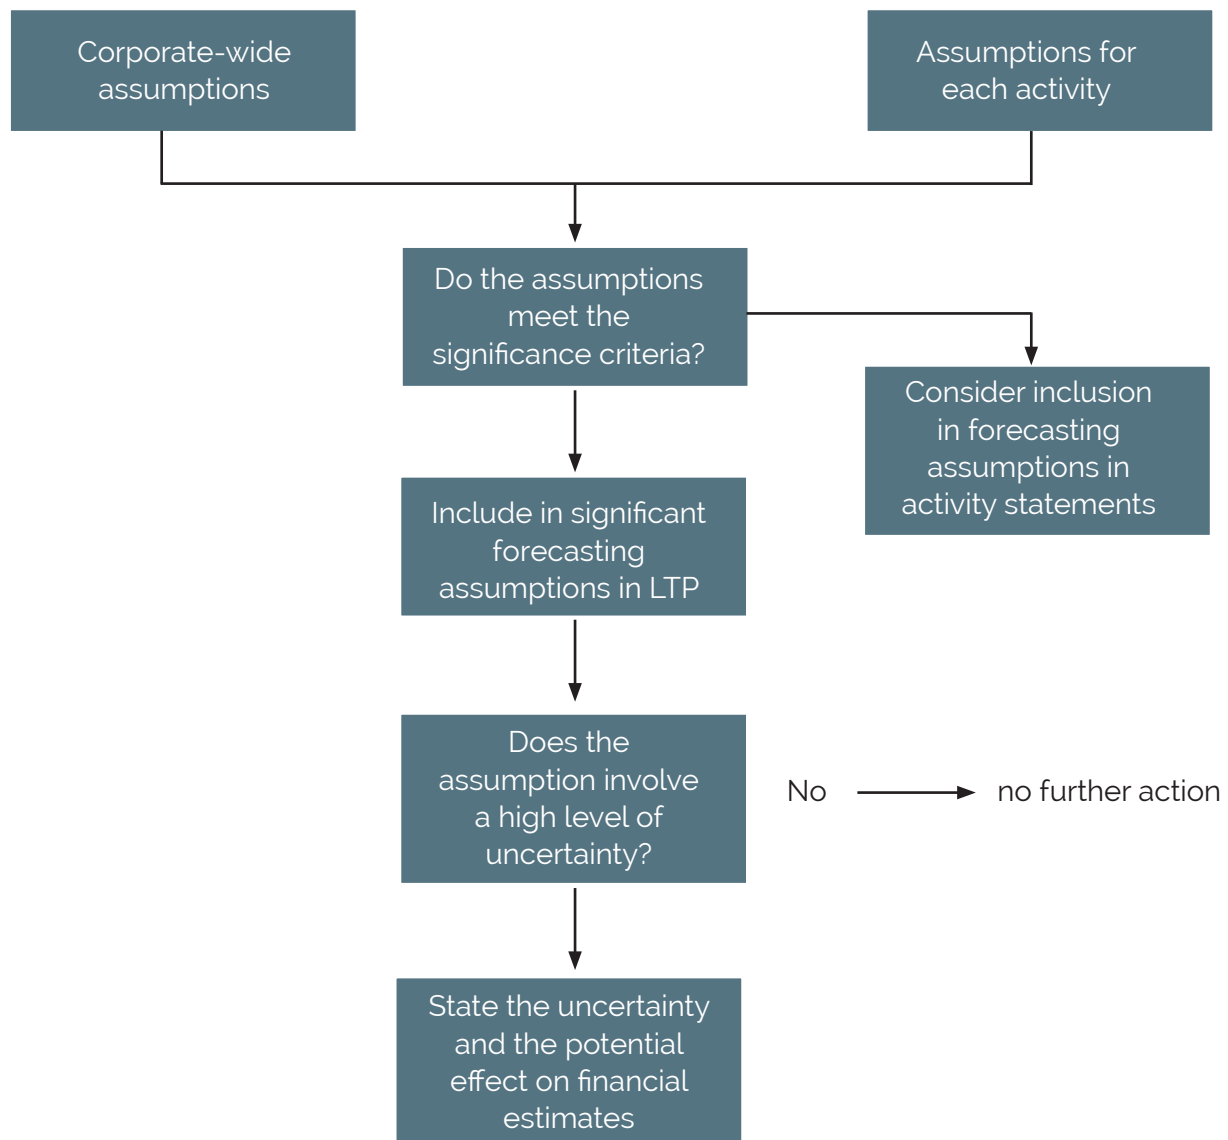 Corporate-wide
assumptions
Assumptions for
each activity
Do the assumptions
meet the
significance criteria?
Consider inclusion
in forecasting
assumptions in
activity statements
Include in significant
forecasting
assumptions in LTP
Does the
assumption involve
a high level of
uncertainty?
No
no further action
State the uncertainty
and the potential
effect on financial
estimates